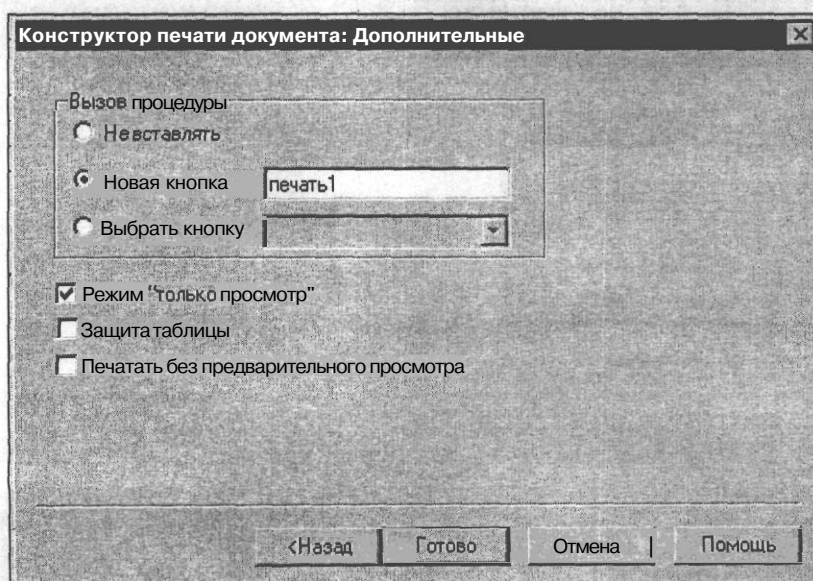 Конструктор печати документа: Дополнительные
Вызов процедуры
Не вставлять
Новая кнопка печать1
Выбрать кнопку
Режим "только просмотр"
Защита таблицы
Печатать без предварительного просмотра
<Назад Готово Отмена Помощь